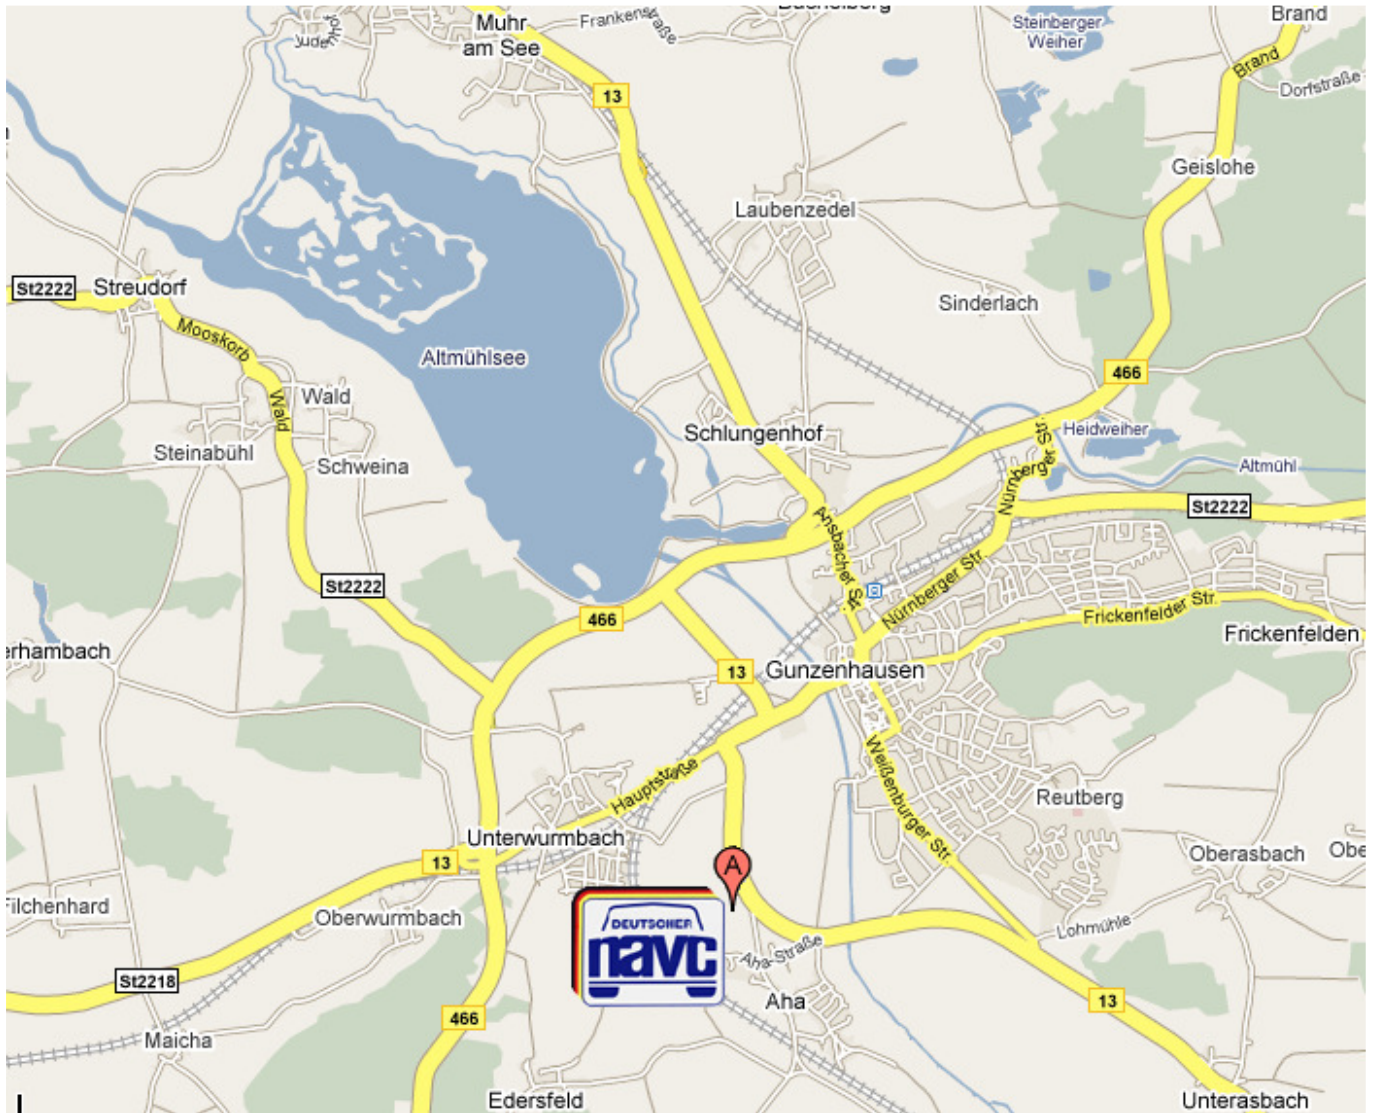 Muhr
am See
Frankenstraße
Steinberger
Weiher
Brand
Brand
Dorfstraße
13
Geislohe
Laubenzedel
St2222
Streudorf
Sinderlach
Mooskorb
Altmühlsee
466
Wald
Wald
Schlungenhof
Nürnberger Str.
Heidweiher
Steinabühl
Schweina
Altmühl
St2222
Ansbacher Str.
St2222
Nürnberger Str.
Frickenfelder Str.
466
Frickenfelden
erhambach
13
Gunzenhausen
Hauptstraße
Weißenburger Str.
Reutberg
Unterwurmbach
13
A
Oberasbach
Obe
Filchenhard
Oberwurmbach
DEUTSCHER
navc
Lohmühle
Aha-Straße
St2218
Aha
13
466
Maicha
Edersfeld
Unterasbach